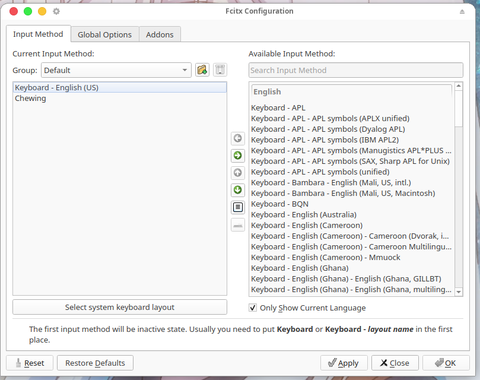 Fcitx Configuration
Input Method
Global Options
Addons
Current Input Method:
Available Input Method:
Group:
Default
Search Input Method
Keyboard - English (US)
Chewing
English
Keyboard - APL
Keyboard - APL - APL symbols (APLX unified)
Keyboard - APL - APL symbols (Dyalog APL)
Keyboard - APL - APL symbols (IBM APL2)
Keyboard - APL - APL symbols (Manugistics APL*PLUS ...
Keyboard - APL - APL symbols (SAX, Sharp APL for Unix)
Keyboard - APL - APL symbols (unified)
Keyboard - Bambara - English (Mali, US, intl.)
Keyboard - Bambara - English (Mali, US, Macintosh)
Keyboard - BQN
Keyboard - English (Australia)
Keyboard - English (Cameroon)
Keyboard - English (Cameroon) - Cameroon (Dvorak, i...
Keyboard - English (Cameroon) - Cameroon Multilingu...
Keyboard - English (Cameroon) - Mmuock
Keyboard - English (Ghana)
Keyboard - English (Ghana) - English (Ghana, GILLBT)
Keyboard - English (Ghana) - English (Ghana, multiling...
Select system keyboard layout
Only Show Current Language
The first input method will be inactive state. Usually you need to put Keyboard or Keyboard - layout name in the first
place.
Reset
Restore Defaults
Apply
Close
OK